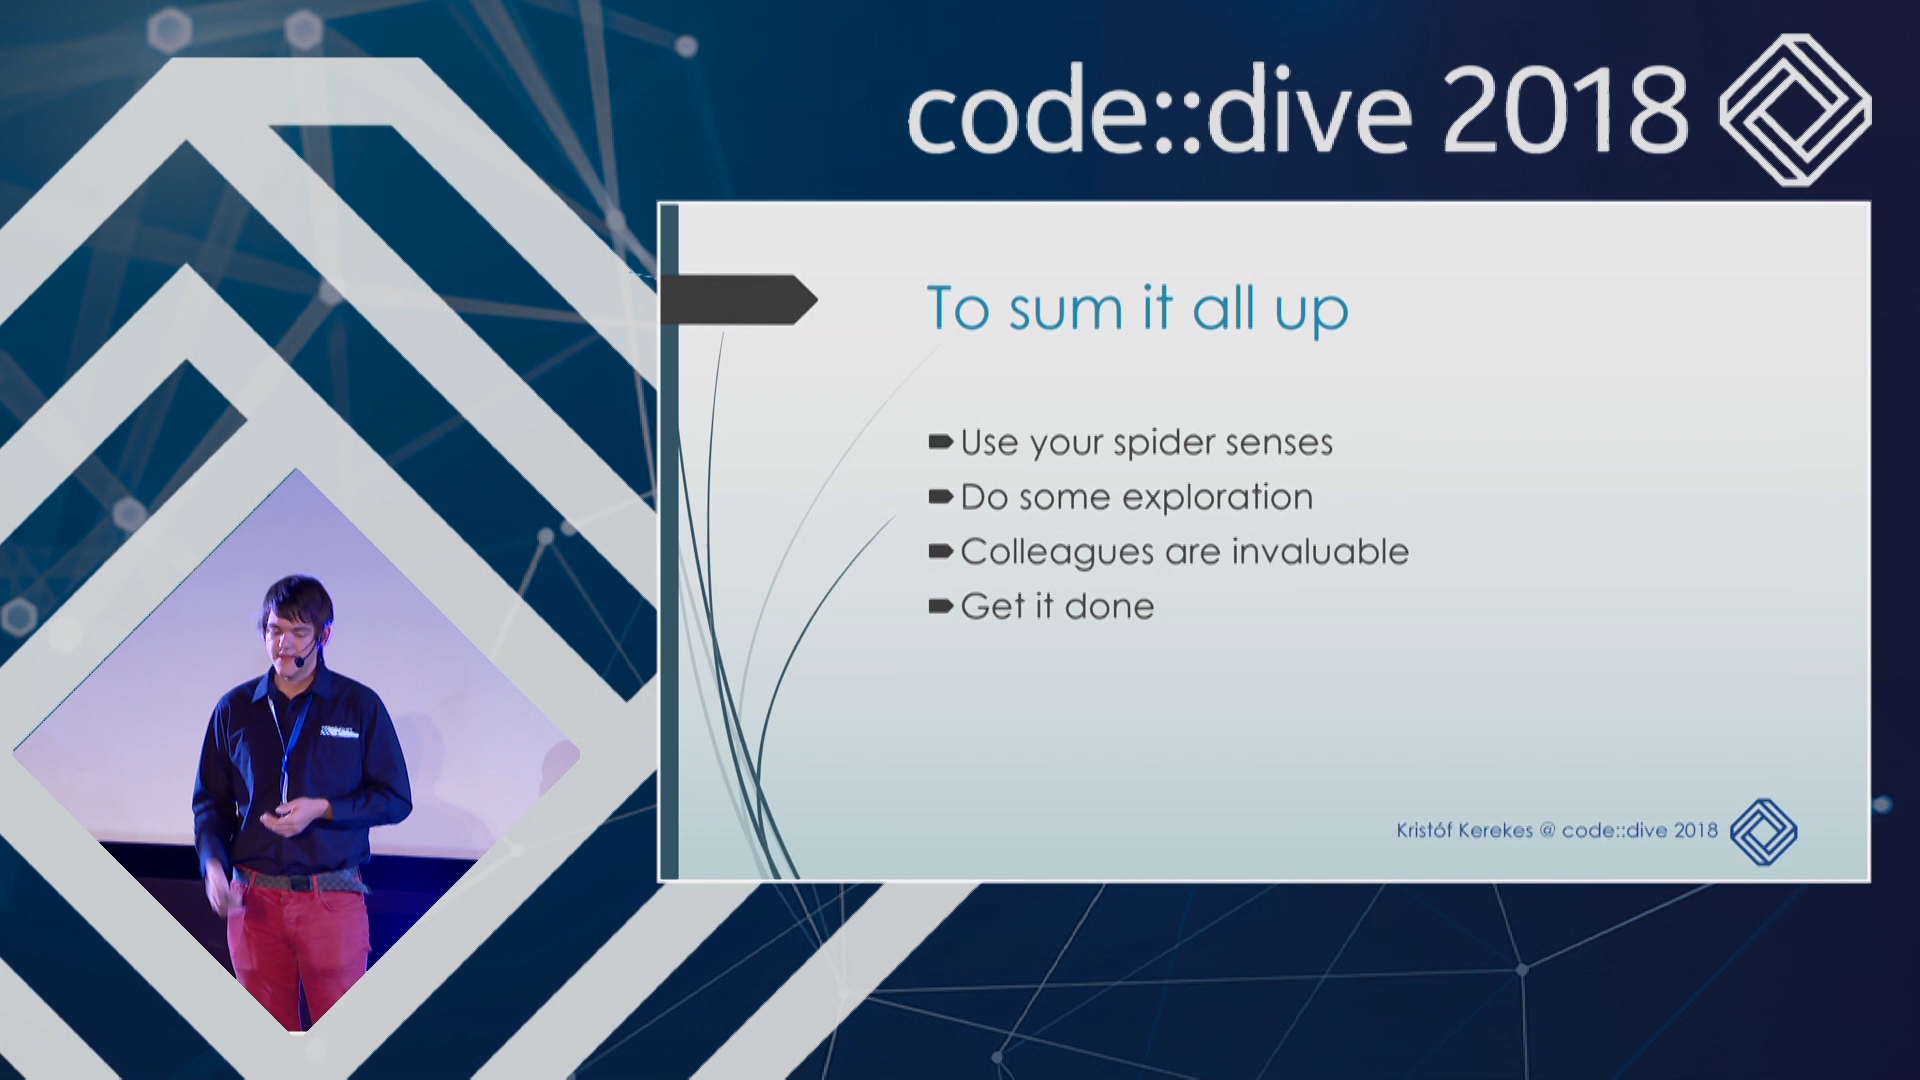 code::dive 2018
To sum it all up
Use your spider senses
Do some exploration
Colleagues are invaluable
Get it done
Kristóf Kerekes @ code::dive 2018